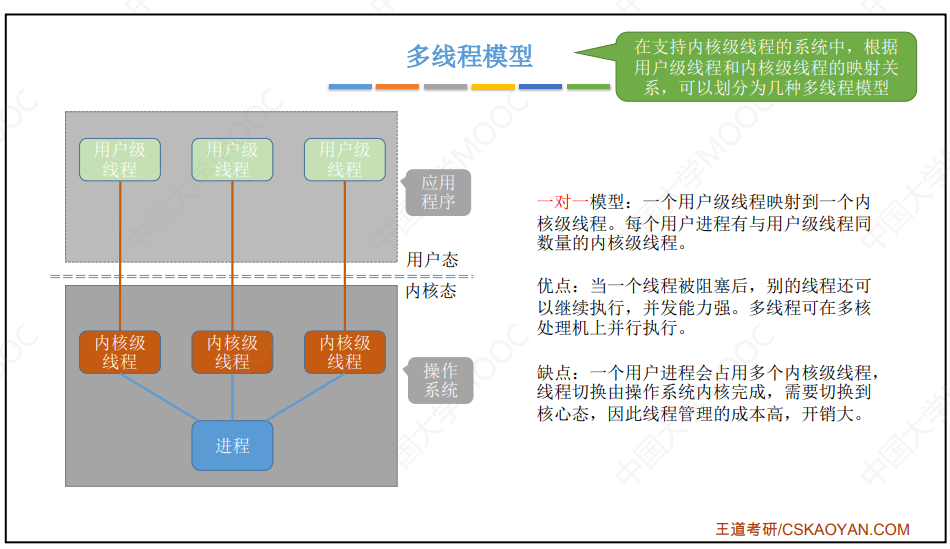 多线程模型
在支持内核级线程的系统中，根据
用户级线程和内核级线程的映射关
系，可以划分为几种多线程模型
用户级
线程
用户级
线程
用户级
线程
应用
程序
用户态
内核态
内核级
线程
内核级
线程
内核级
线程
操作
系统
进程
一对一模型：一个用户级线程映射到一个内
核级线程。每个用户进程有与用户级线程同
数量的内核级线程。
优点：当一个线程被阻塞后，别的线程还可
以继续执行，并发能力强。多线程可在多核
处理机上并行执行。
缺点：一个用户进程会占用多个内核级线程，
线程切换由操作系统内核完成，需要切换到
核心态，因此线程管理的成本高，开销大。
王道考研/CSKAOYAN.COM
中国大学MOOC